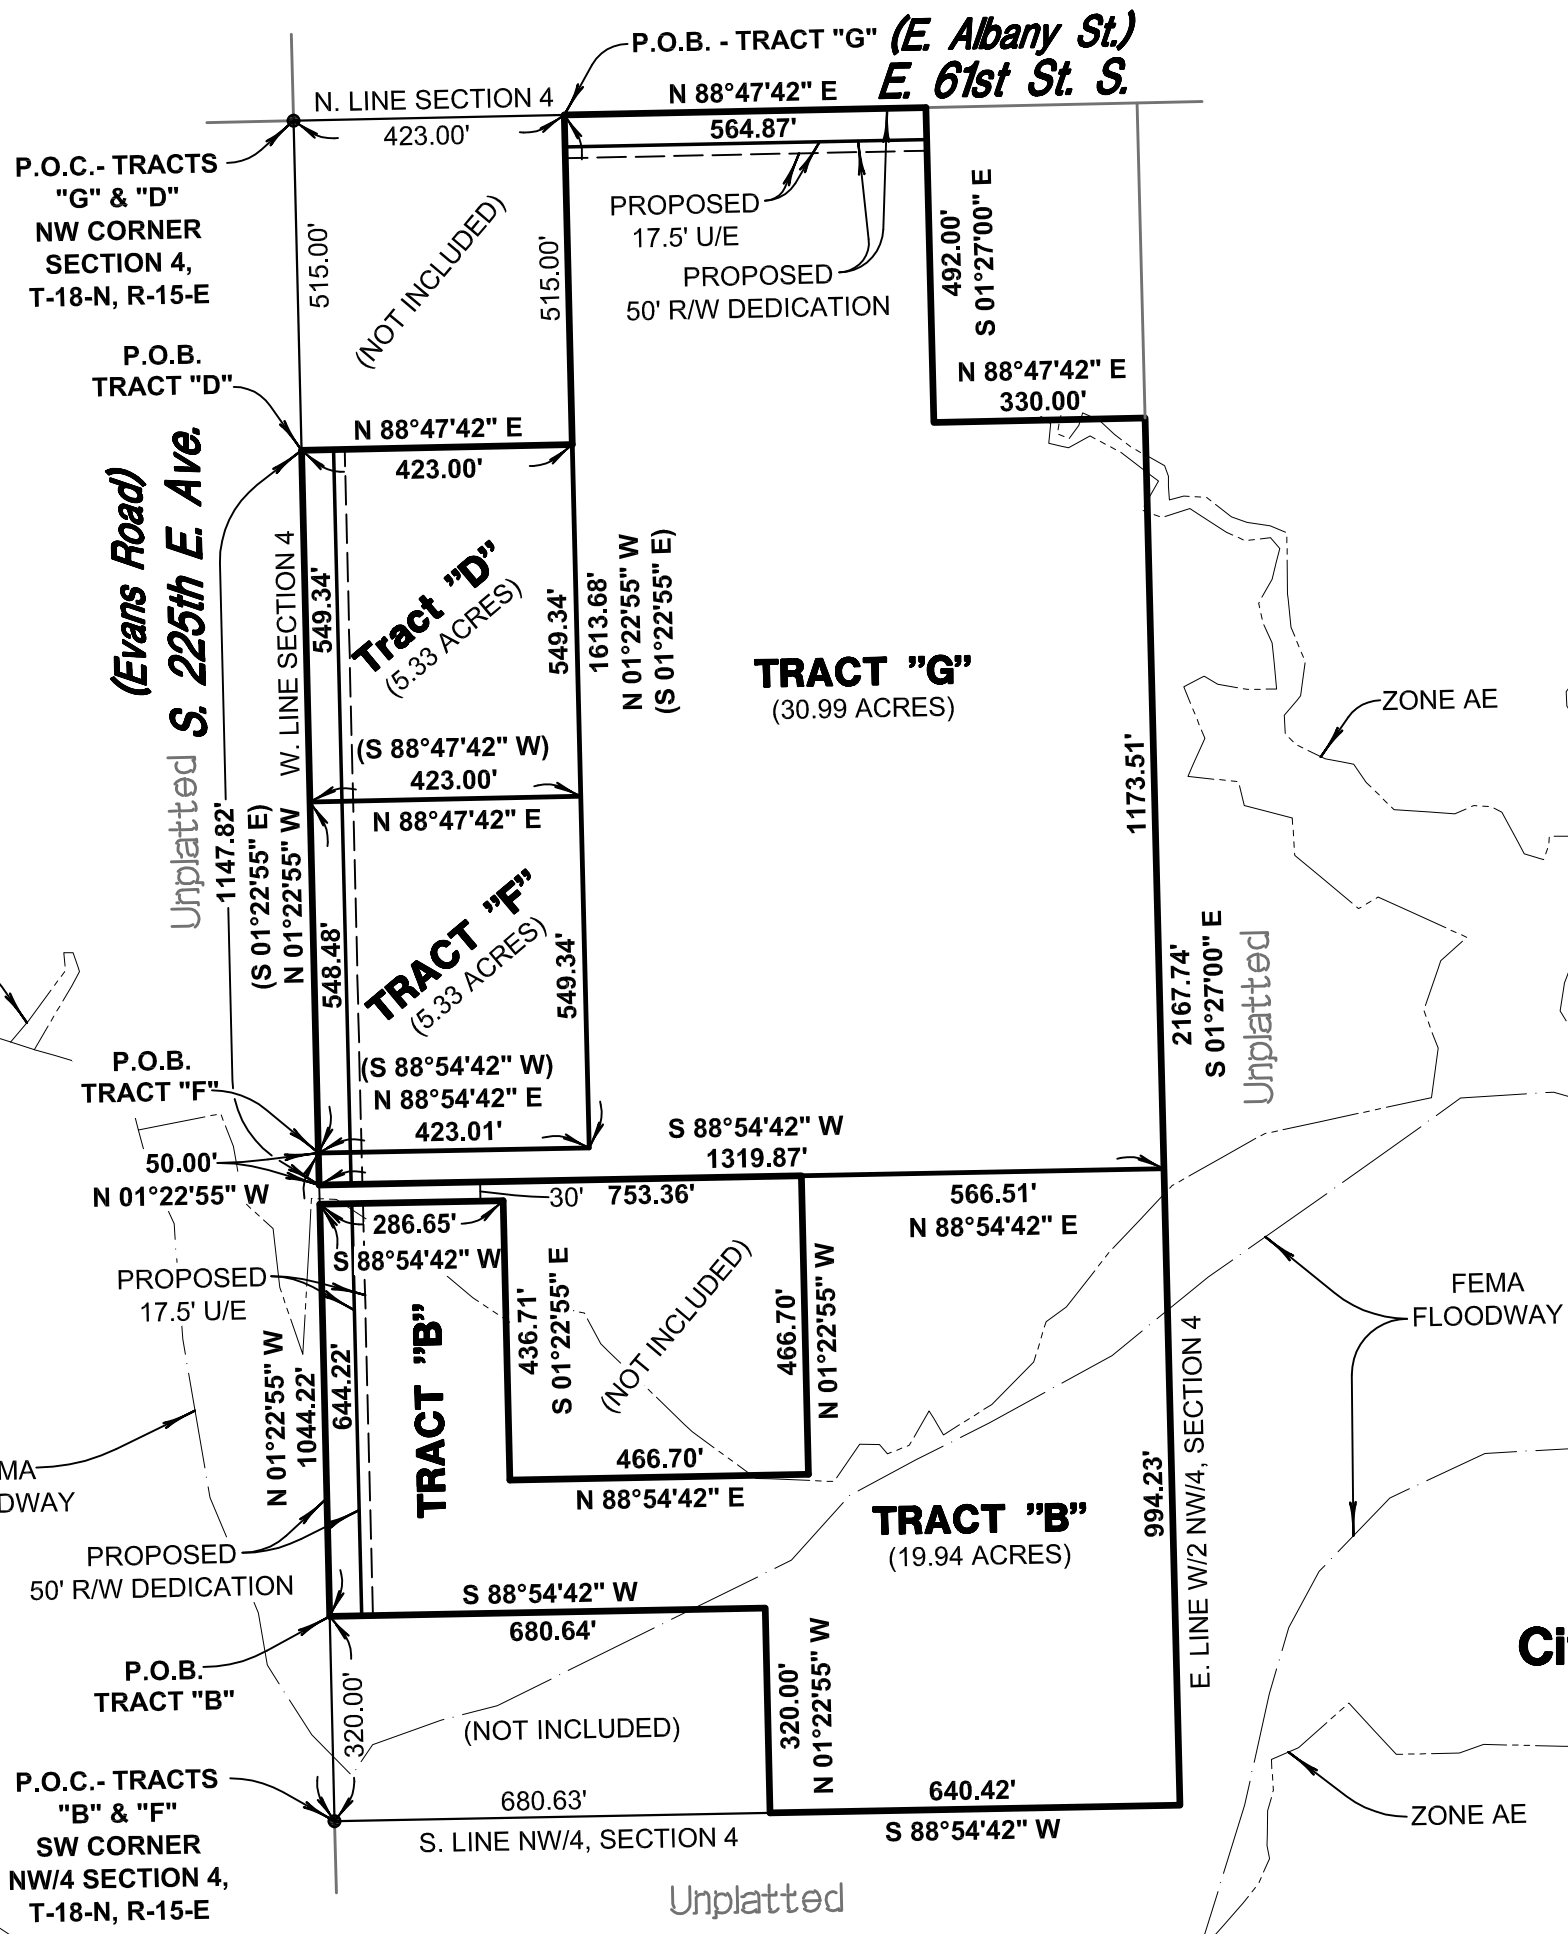 P.O.B. - TRACT "G"
(E. Albany St.)
E. 61st St. S.
N. LINE SECTION 4
423.00'
N 88°47'42" E
564.87'
P.O.C.- TRACTS
"G" & "D"
NW CORNER
SECTION 4,
T-18-N, R-15-E
515.00'
(NOT INCLUDED)
515.00'
PROPOSED
17.5' U/E
PROPOSED
50' R/W DEDICATION
492.00'
S 01°27'00" E
N 88°47'42" E
330.00'
P.O.B.
TRACT "D"
N 88°47'42" E
423.00'
(Evans Road)
S. 225th E. Ave.
W. LINE SECTION 4
549.34'
Tract "D"
(5.33 ACRES)
549.34'
1613.68'
N 01°22'55" W
(S 01°22'55" E)
TRACT "G"
(30.99 ACRES)
ZONE AE
1173.51'
(S 88°47'42" W)
423.00'
N 88°47'42" E
Unplatted
1147.82'
(S 01°22'55" E)
N 01°22'55" W
548.48'
TRACT "F"
(5.33 ACRES)
549.34'
2167.74'
S 01°27'00" E
Unplatted
P.O.B.
TRACT "F"
(S 88°54'42" W)
N 88°54'42" E
423.01'
S 88°54'42" W
1319.87'
50.00'
N 01°22'55" W
30'
753.36'
566.51'
N 88°54'42" E
286.65'
S 88°54'42" W
PROPOSED
17.5' U/E
N 01°22'55" W
1044.22'
644.22'
TRACT "B"
436.71'
S 01°22'55" E
(NOT INCLUDED)
466.70'
N 01°22'55" W
466.70'
N 88°54'42" E
FEMA
FLOODWAY
MA
DWAY
E. LINE W/2 NW/4, SECTION 4
994.23'
TRACT "B"
(19.94 ACRES)
PROPOSED
50' R/W DEDICATION
S 88°54'42" W
680.64'
P.O.B.
TRACT "B"
320.00'
(NOT INCLUDED)
320.00'
N 01°22'55" W
Ci
P.O.C.- TRACTS
"B" & "F"
SW CORNER
NW/4 SECTION 4,
T-18-N, R-15-E
680.63'
S. LINE NW/4, SECTION 4
640.42'
S 88°54'42" W
ZONE AE
Unplatted